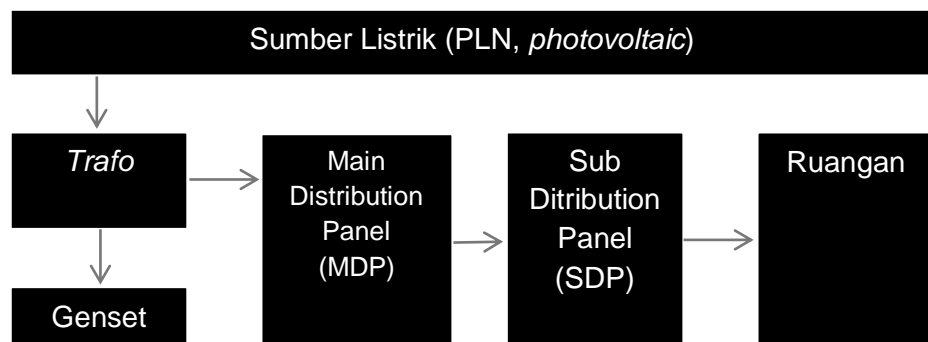 Sumber Listrik (PLN, photovoltaic)
Trafo
Main
Distribution
Panel
(MDP)
Sub
Ditribution
Panel
(SDP)
Ruangan
Genset